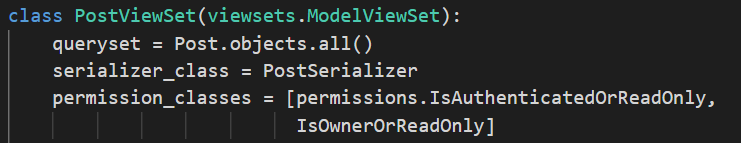 class PostViewSet(viewsets.ModelViewSet):
    queryset = Post.objects.all()
    serializer_class = PostSerializer
    permission_classes = [permissions.IsAuthenticatedOrReadOnly,
                          IsOwnerOrReadOnly]